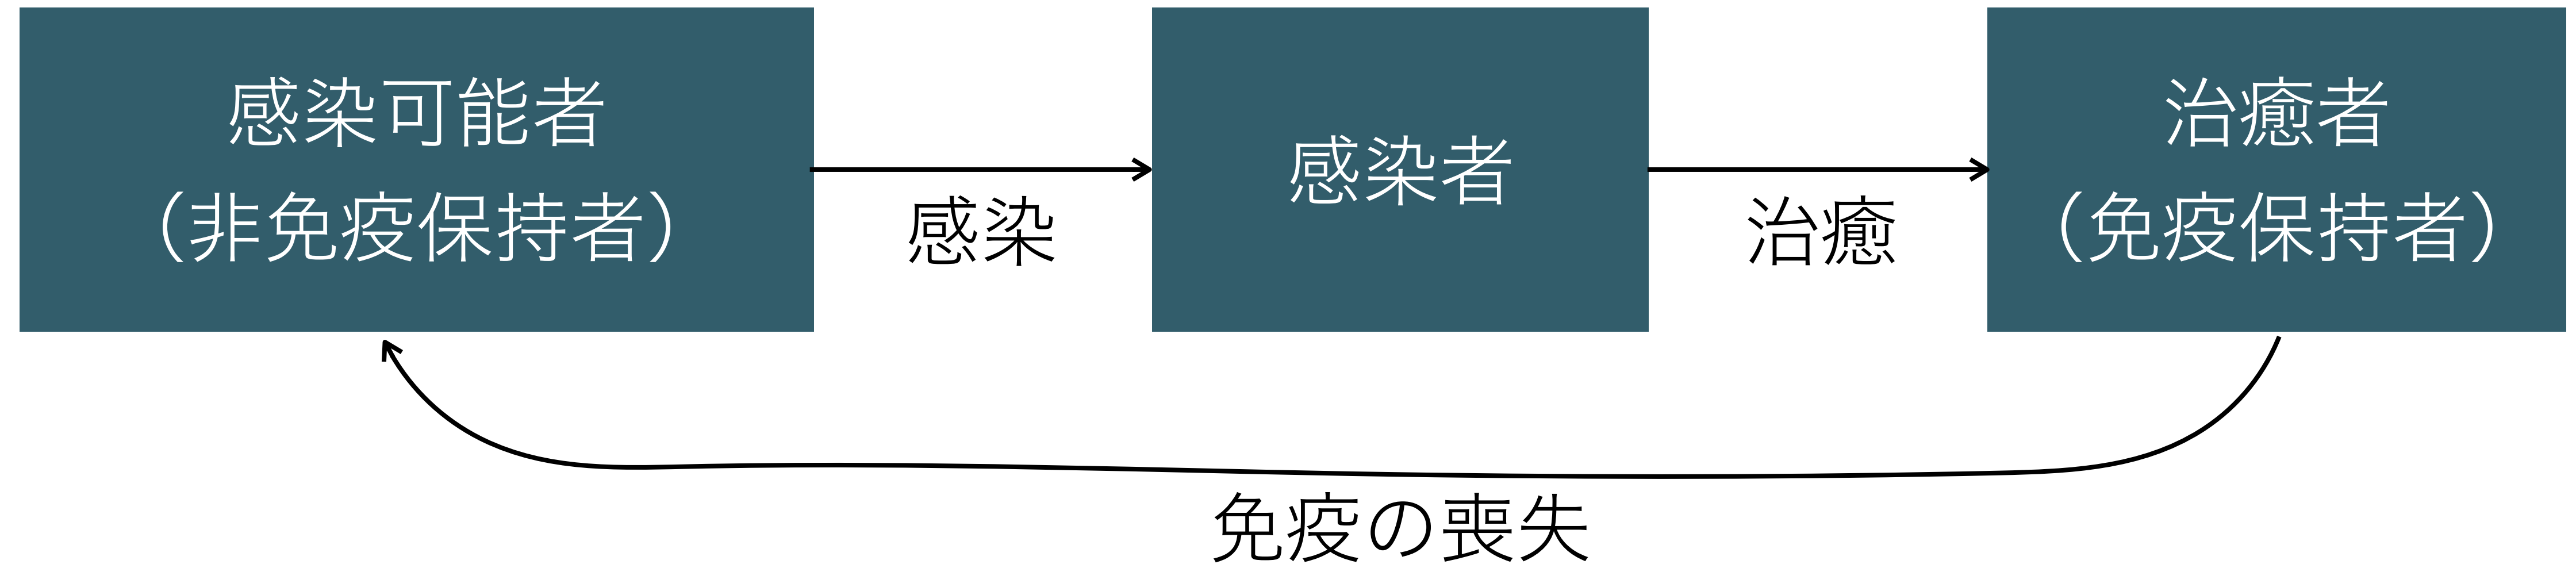 感染可能者
（非免疫保持者）
感染
感染者
治癒
治癒者
（免疫保持者）
免疫の喪失